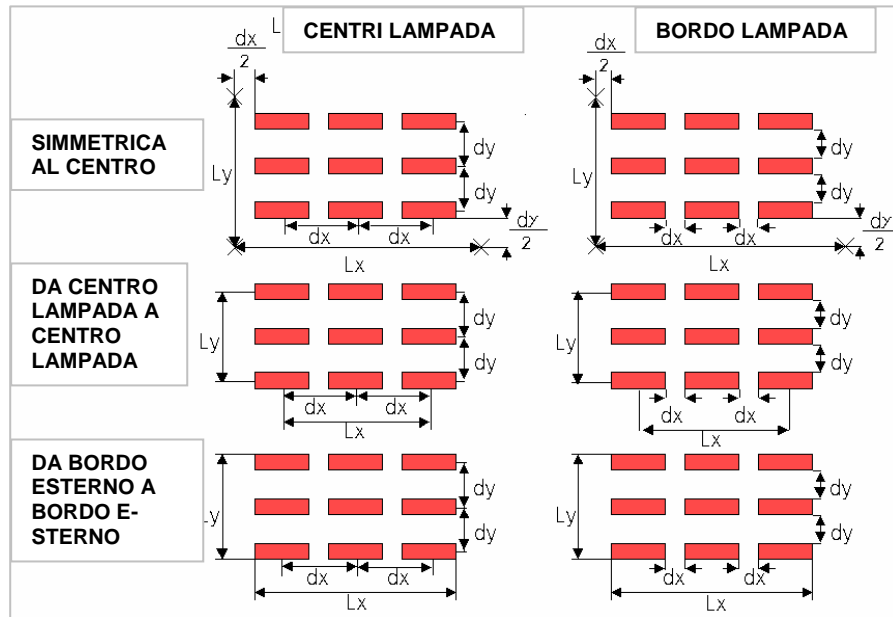 L
CENTRI LAMPADA
BORDO LAMPADA
dx
2
dx
2
SIMMETRICA
AL CENTRO
Ly
dy
dy
dx
dx
dy
2
Lx
Ly
dy
dy
dx
dx
dy
2
Lx
DA CENTRO
LAMPADA A
CENTRO
LAMPADA
Ly
dy
dy
dx
dx
Lx
Ly
dy
dy
dx
dx
Lx
DA BORDO
ESTERNO A
BORDO E-
STERNO
Ly
dy
dy
dx
dx
Lx
Ly
dy
dy
dx
dx
Lx